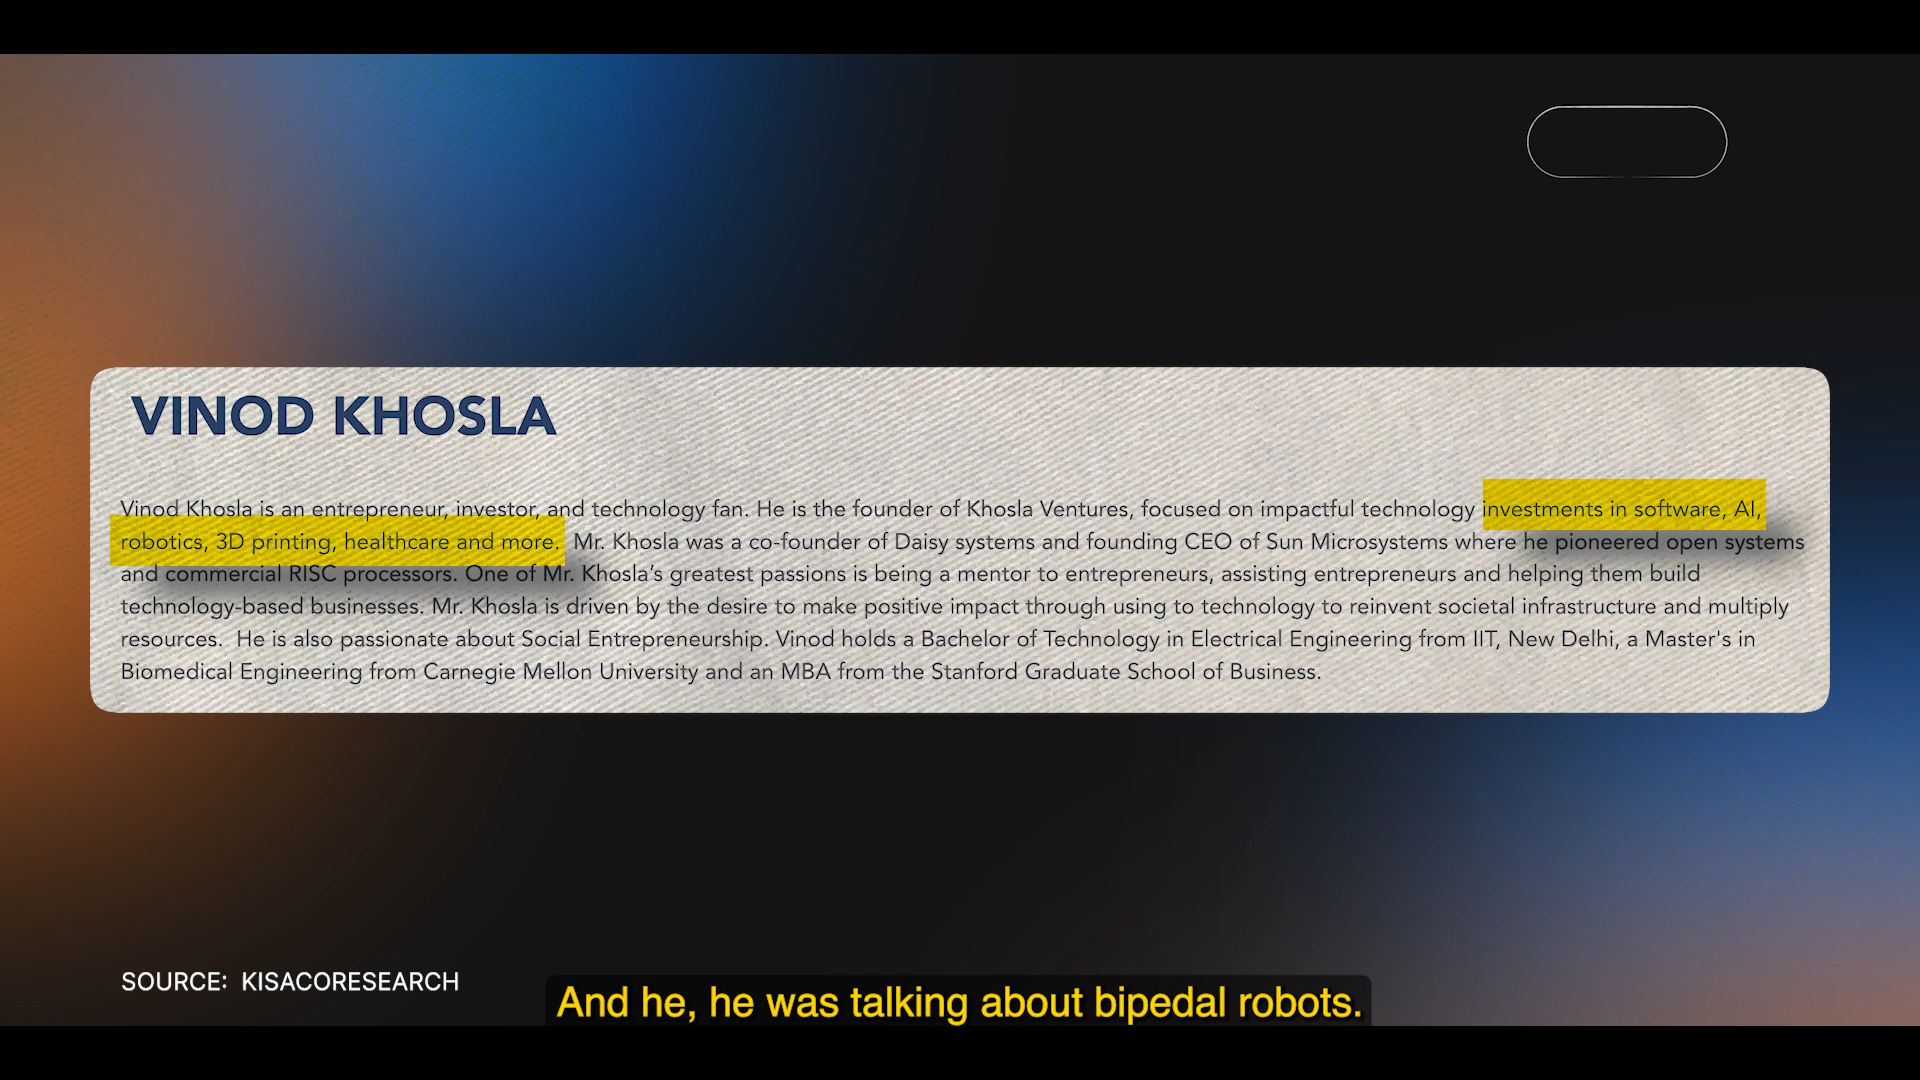 VINOD KHOSLA
Vinod Khosla is an entrepreneur, investor, and technology fan. He is the founder of Khosla Ventures, focused on impactful technology investments in software, AI,
robotics, 3D printing, healthcare and more.  Mr. Khosla was a co-founder of Daisy systems and founding CEO of Sun Microsystems where he pioneered open systems
and commercial RISC processors. One of Mr. Khosla’s greatest passions is being a mentor to entrepreneurs, assisting entrepreneurs and helping them build
technology-based businesses. Mr. Khosla is driven by the desire to make positive impact through using to technology to reinvent societal infrastructure and multiply
resources.  He is also passionate about Social Entrepreneurship. Vinod holds a Bachelor of Technology in Electrical Engineering from IIT, New Delhi, a Master's in
Biomedical Engineering from Carnegie Mellon University and an MBA from the Stanford Graduate School of Business.
SOURCE:  KISACORESEARCH
And he, he was talking about bipedal robots.